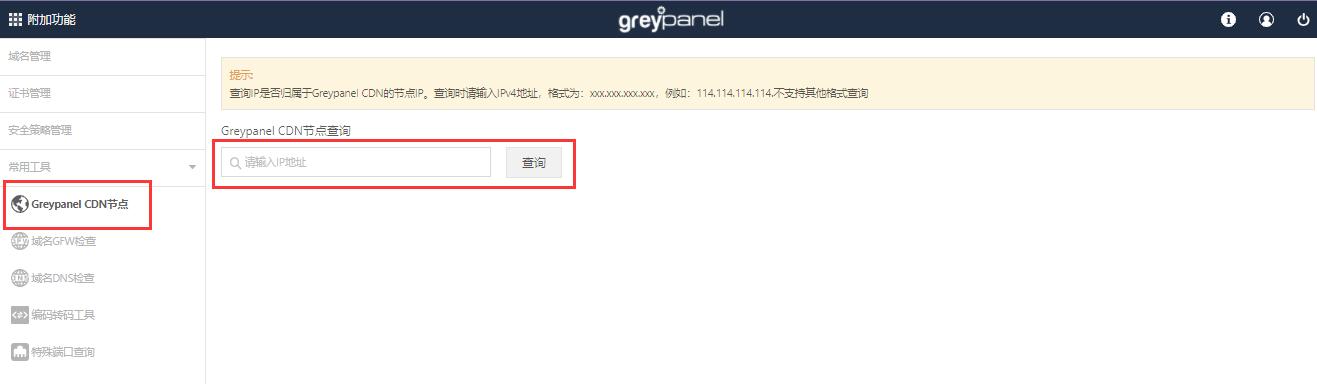 附加功能
greypanel
域名管理
证书管理
安全策略管理
常用工具
Greypanel CDN节点
域名GFW检查
域名DNS检查
编码转码工具
特殊端口查询
提示:
查询IP是否归属于Greypanel CDN的节点IP。查询时请输入IPv4地址，格式为：xxx.xxx.xxx.xxx，例如：114.114.114.114.不支持其他格式查询
Greypanel CDN节点查询
请输入IP地址
查询